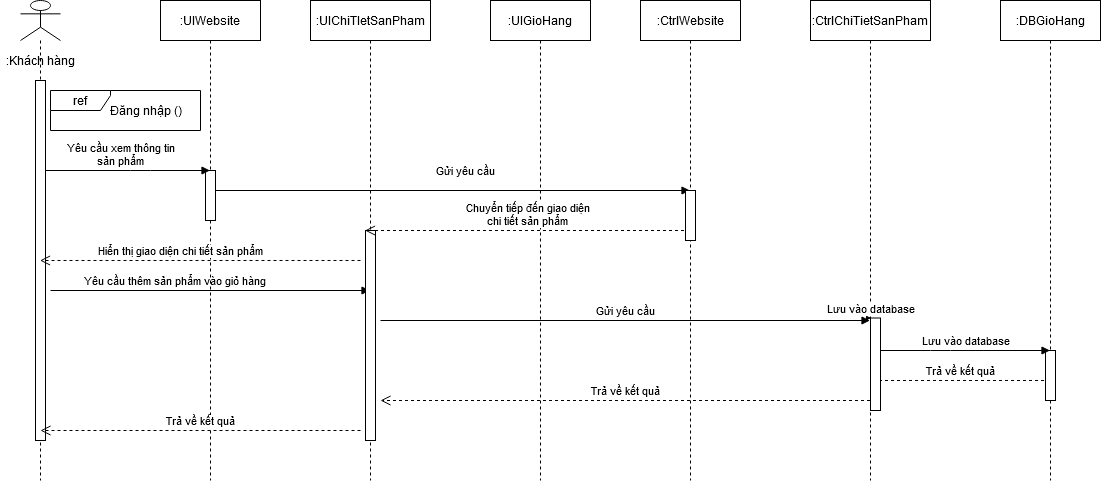 :UIWebsite
:UIChiTIetSanPham
:UIGioHang
:CtrlWebsite
:CtrlChiTietSanPham
:DBGioHang
:Khách hàng
ref
Đăng nhập ()
Yêu cầu xem thông tin
sản phẩm
Gửi yêu cầu
Chuyển tiếp đến giao diện
chi tiết sản phẩm
Hiển thị giao diện chi tiết sản phẩm
Yêu cầu thêm sản phẩm vào giỏ hàng
Gửi yêu cầu
Lưu vào database
Lưu vào database
Trả về kết quả
Trả về kết quả
Trả về kết quả